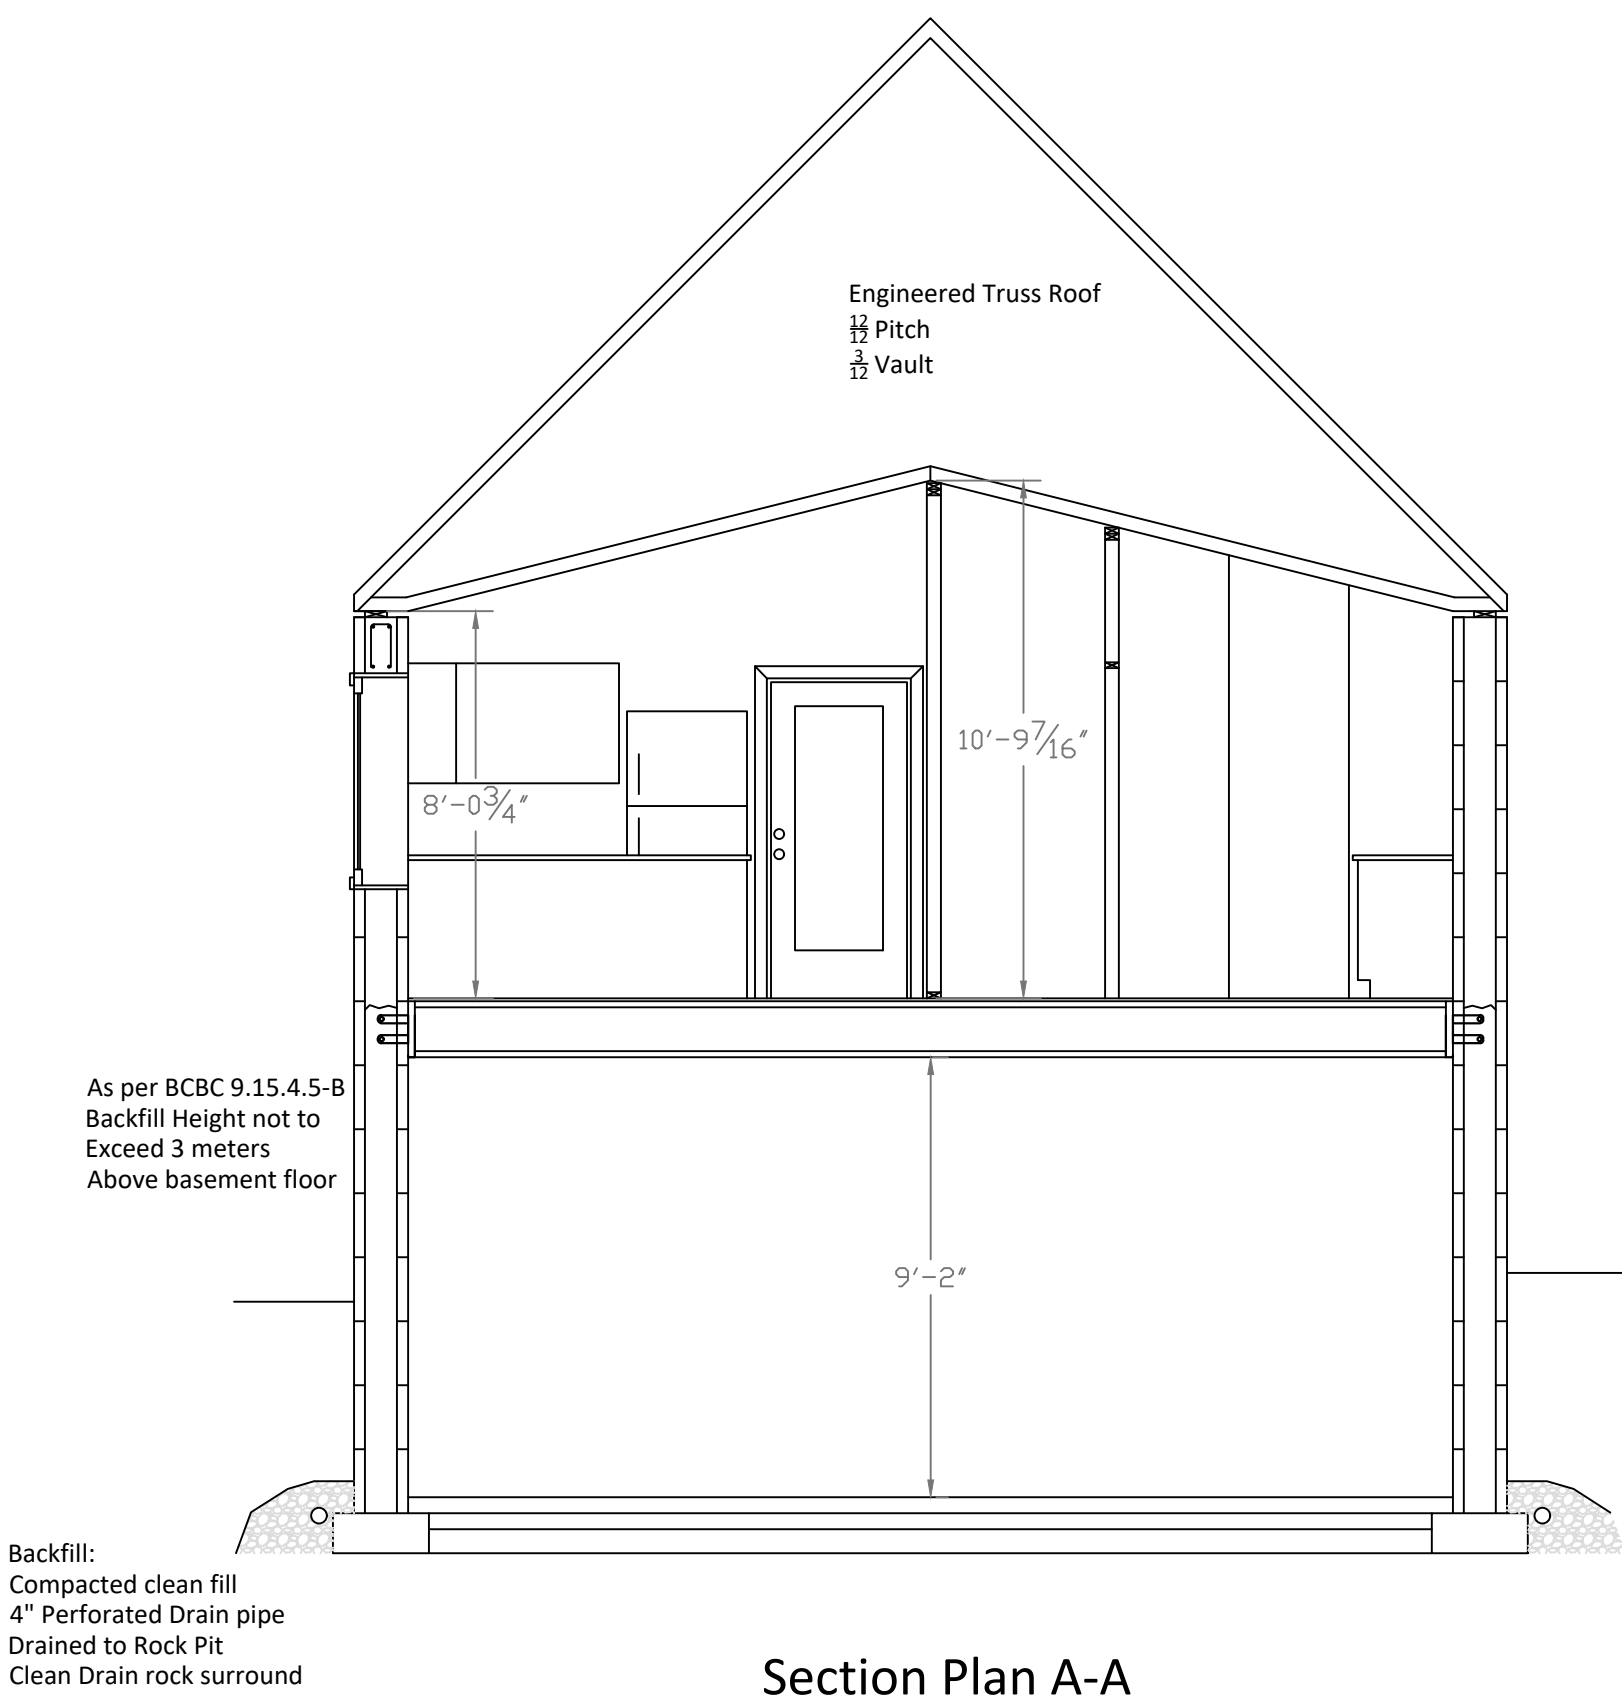 Engineered Truss Roof
12/12 Pitch
3/12 Vault
10'-9 7/16"
8'-0 3/4"
As per BCBC 9.15.4.5-B
Backfill Height not to
Exceed 3 meters
Above basement floor
9'-2"
Backfill:
Compacted clean fill
4" Perforated Drain pipe
Drained to Rock Pit
Clean Drain rock surround
Section Plan A-A